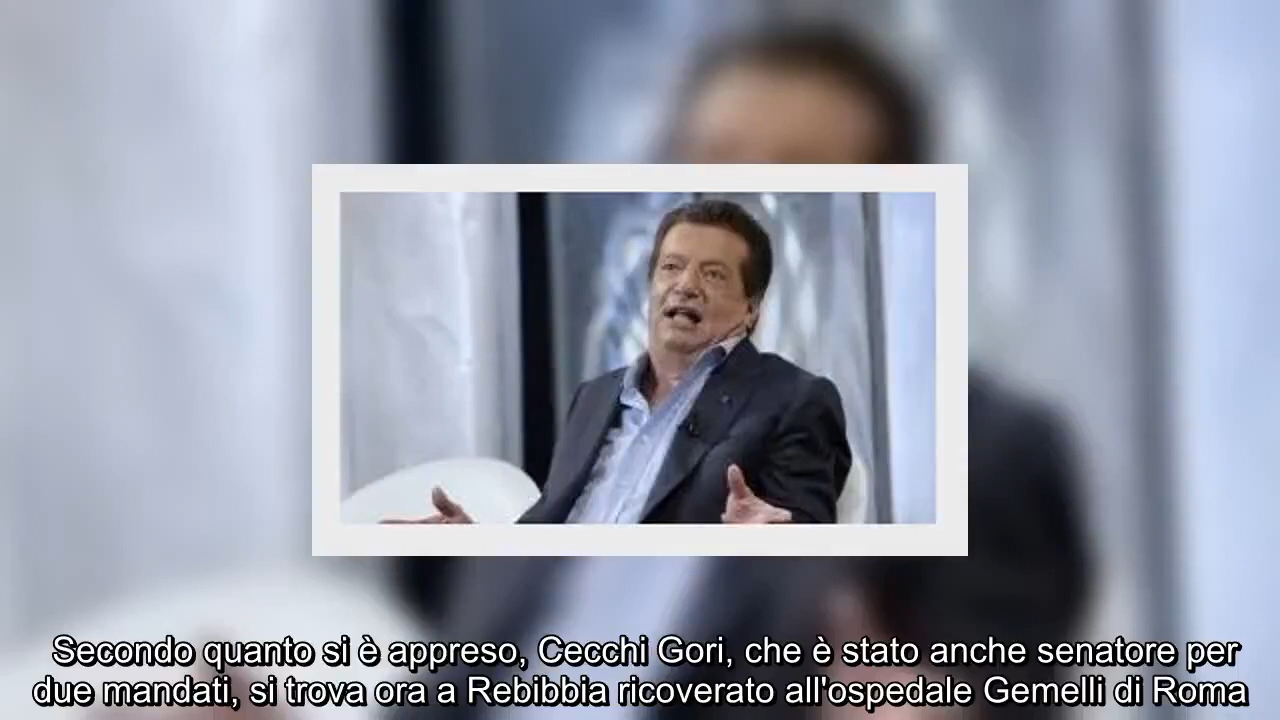 Secondo quanto si è appreso, Cecchi Gori, che è stato anche senatore per
due mandati, si trova ora a Rebibbia ricoverato all'ospedale Gemelli di Roma